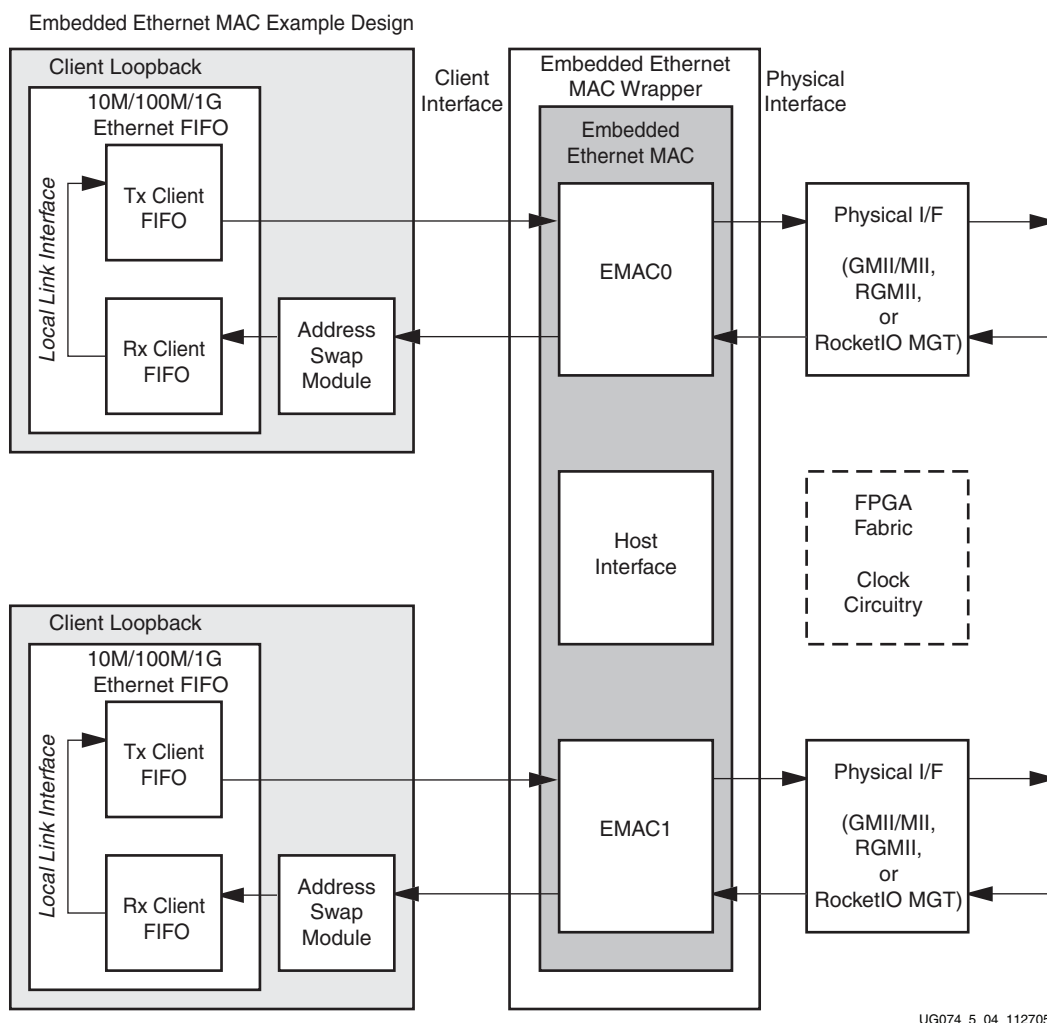 Embedded Ethernet MAC Example Design
Client Loopback
10M/100M/1G
Ethernet FIFO
Local Link Interface
Tx Client
FIFO
Rx Client
FIFO
Address
Swap
Module
Client
Interface
Embedded Ethernet
MAC Wrapper
Embedded
Ethernet MAC
EMAC0
Physical
Interface
Physical I/F
(GMII/MII,
RGMII,
or
RocketIO MGT)
Host
Interface
FPGA
Fabric
Clock
Circuitry
Client Loopback
10M/100M/1G
Ethernet FIFO
Local Link Interface
Tx Client
FIFO
Rx Client
FIFO
Address
Swap
Module
EMAC1
Physical I/F
(GMII/MII,
RGMII,
or
RocketIO MGT)
UG074_5_04_112705